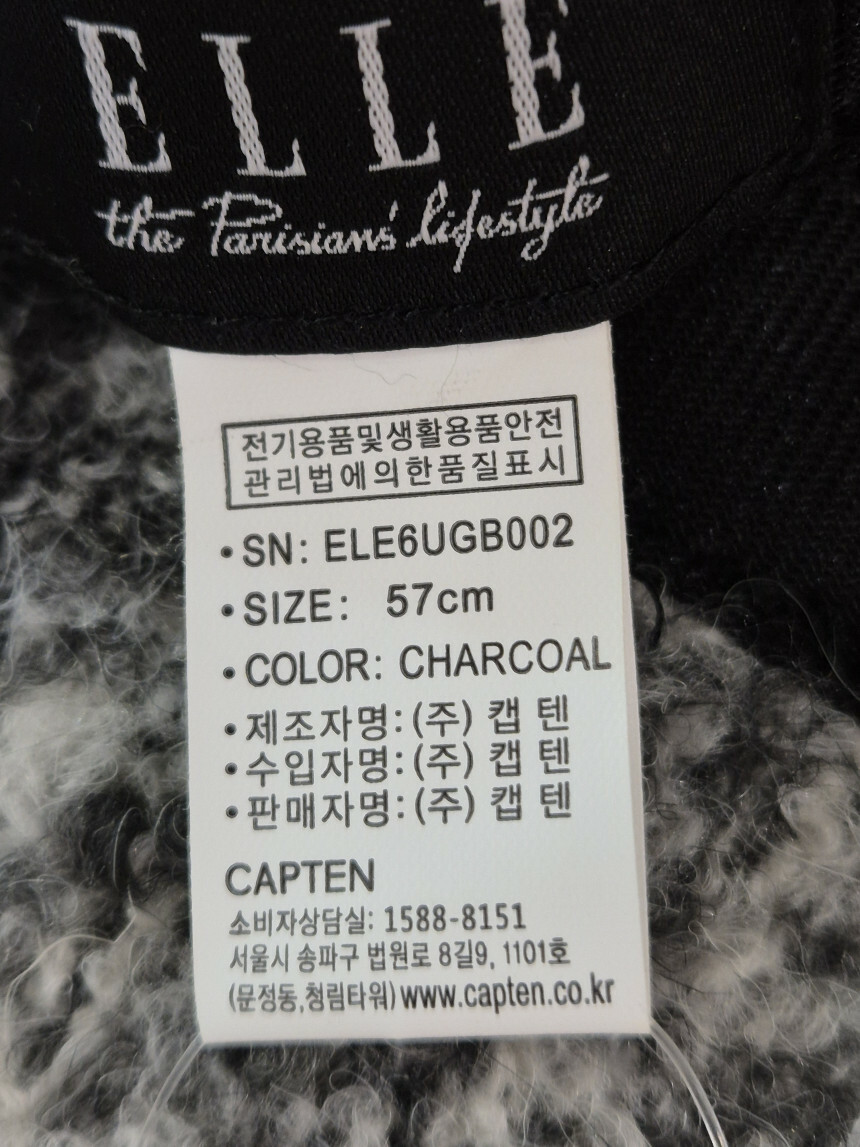 ELLE
the Parisians' lifestyle
전기용품및생활용품안전
관리법에의한품질표시
• SN: ELE6UGB002
• SIZE: 57cm
• COLOR: CHARCOAL
• 제조자명: (주) 캡 텐
• 수입자명: (주) 캡 텐
• 판매자명: (주) 캡 텐
CAPTEN
소비자상담실: 1588-8151
서울시 송파구 법원로 8길9, 1101호
(문정동,청림타워) www.capten.co.kr